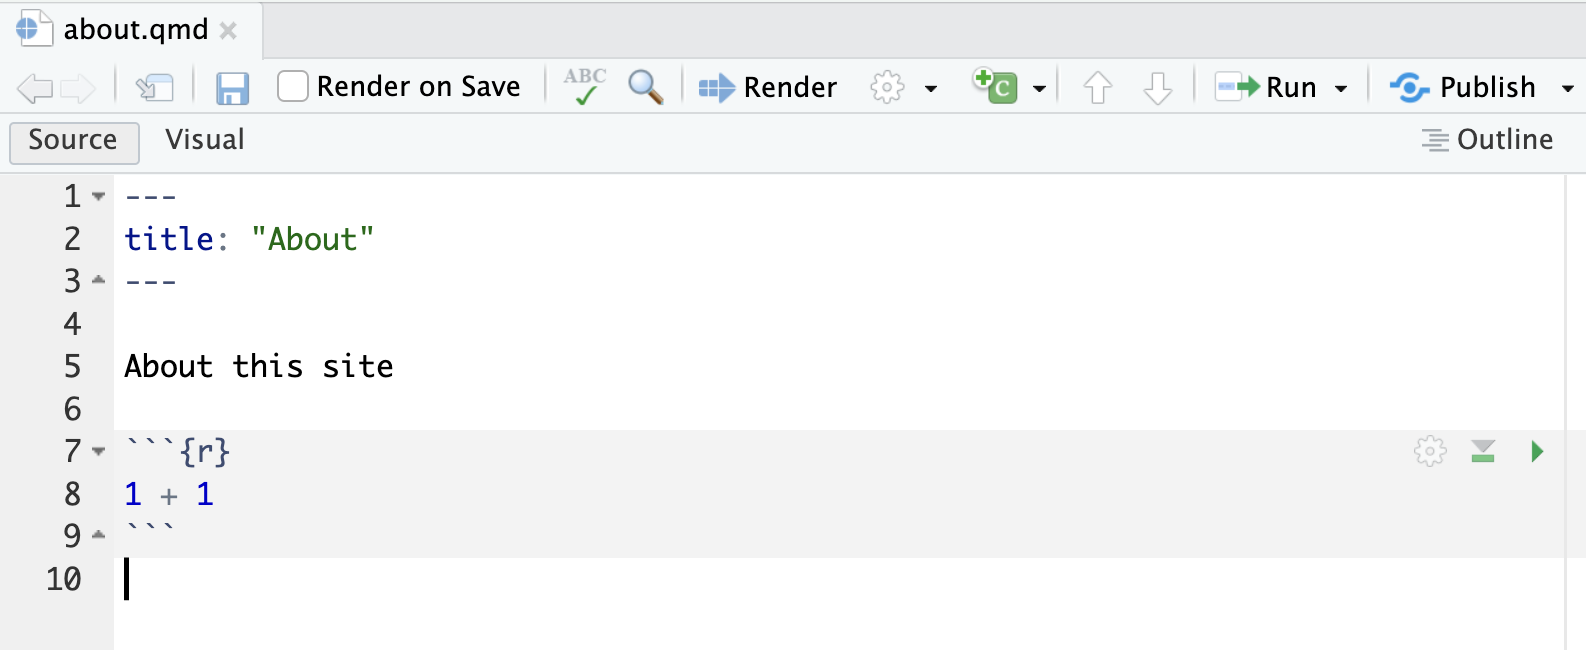 about.qmd
Render on Save ABC Render C Run Publish
Source Visual Outline
1 ---
2 title: "About"
3 ---
4
5 About this site
6
7 ```{r}
8 1 + 1
9 ```
10